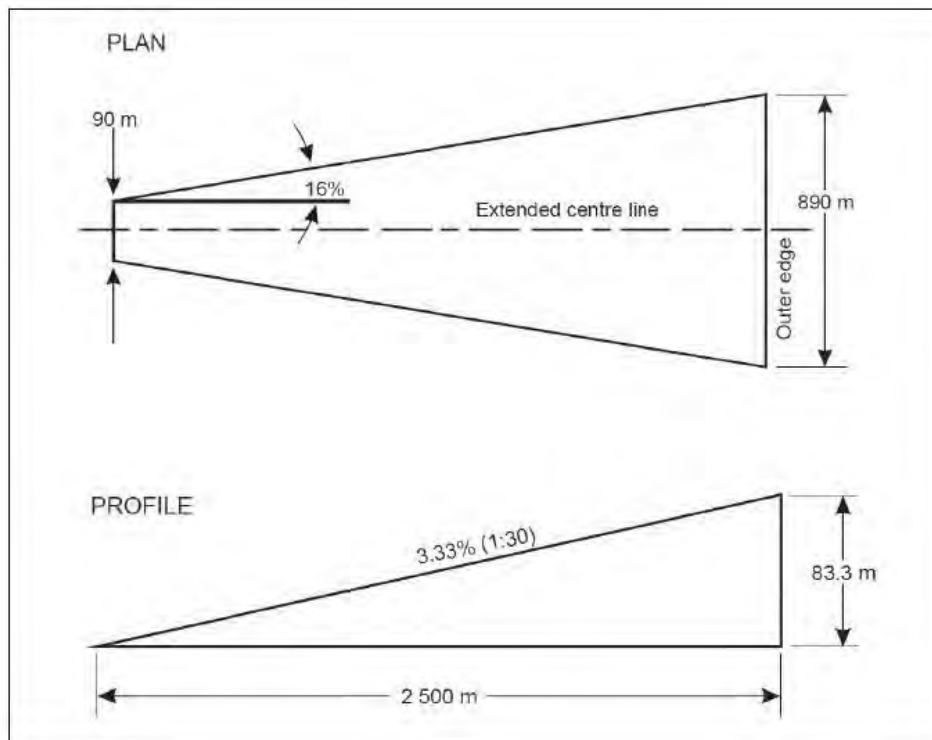 PLAN
90 m
16%
Extended centre line
890 m
Outer edge
PROFILE
3.33% (1:30)
83.3 m
2 500 m